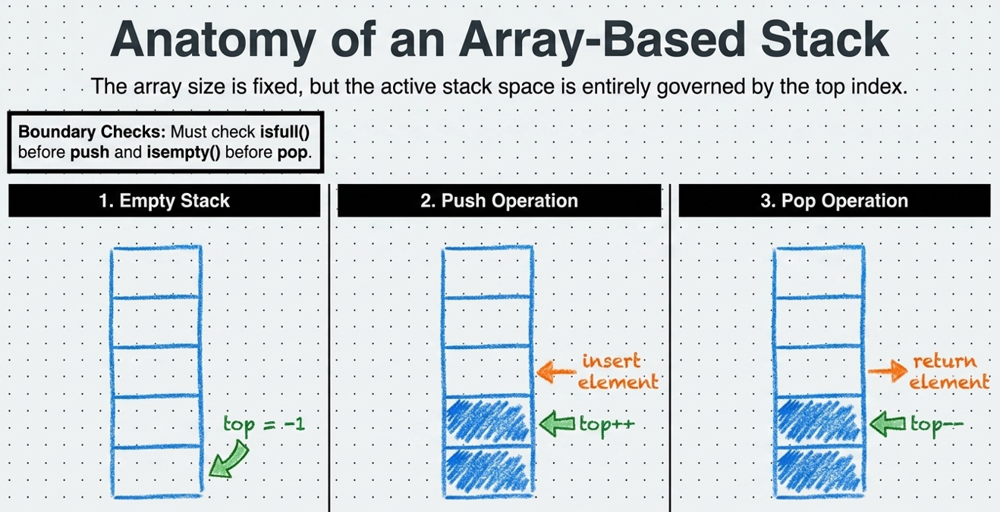 Anatomy of an Array-Based Stack
The array size is fixed, but the active stack space is entirely governed by the top index.
Boundary Checks: Must check isfull()
before push and isempty() before pop.
1. Empty Stack
top = -1
2. Push Operation
insert
element
top++
3. Pop Operation
return
element
top--